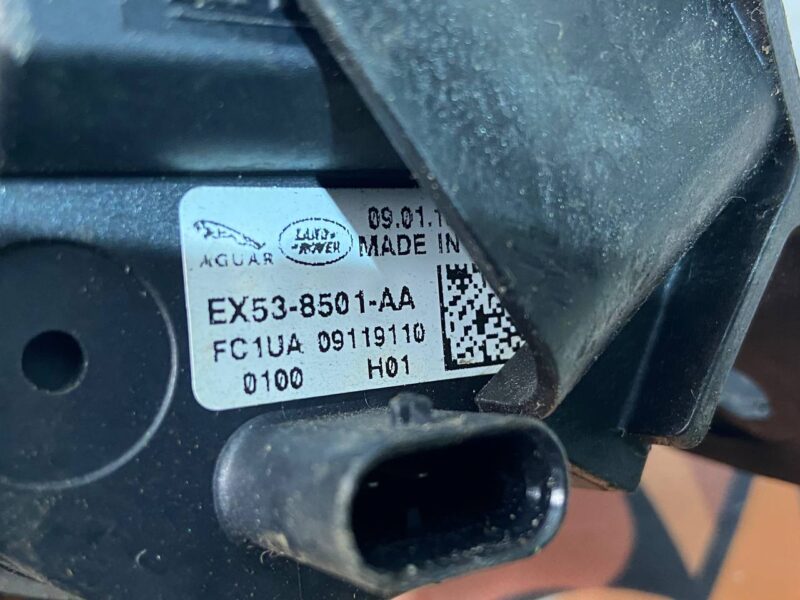 JAGUAR LAND ROVER 09.01.1
MADE IN
EX53-8501-AA
FC1UA 09119110
0100 H01